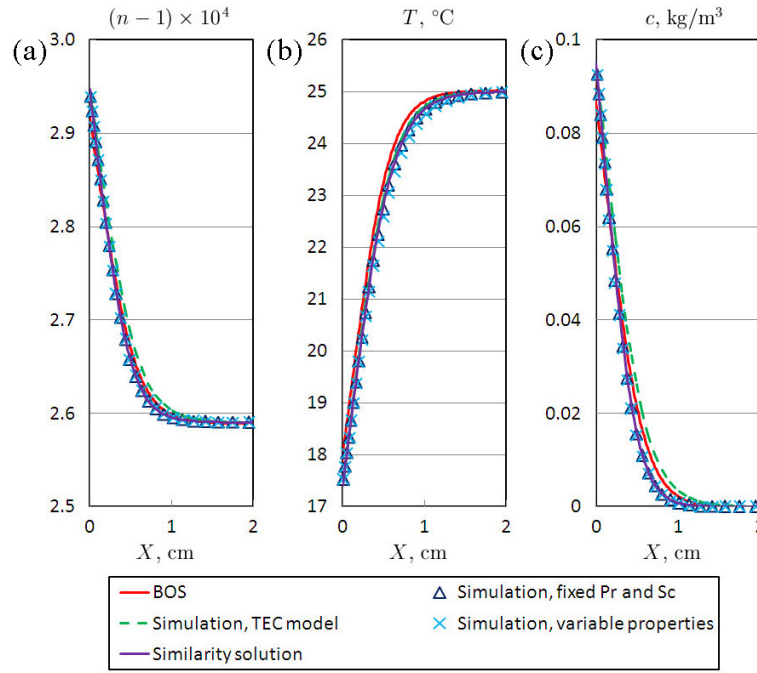 (n − 1) × 10⁴
T, °C
c, kg/m³
(a)
(b)
(c)
3.0
2.9
2.8
2.7
2.6
2.5
26
25
24
23
22
21
20
19
18
17
0.1
0.08
0.06
0.04
0.02
0
0 1 2
0 1 2
0 1 2
X, cm
X, cm
X, cm
BOS
Simulation, TEC model
Similarity solution
Simulation, fixed Pr and Sc
Simulation, variable properties